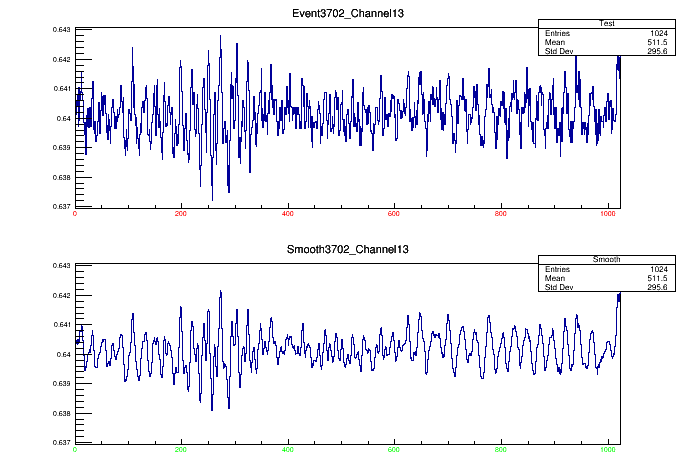 Event3702_Channel13
Test
Entries 1024
Mean 511.5
Std Dev 295.6
0.643
0.642
0.641
0.64
0.639
0.638
0.637
0 200 400 600 800 1000
Smooth3702_Channel13
Smooth
Entries 1024
Mean 511.5
Std Dev 295.6
0.643
0.642
0.641
0.64
0.639
0.638
0.637
0 200 400 600 800 1000